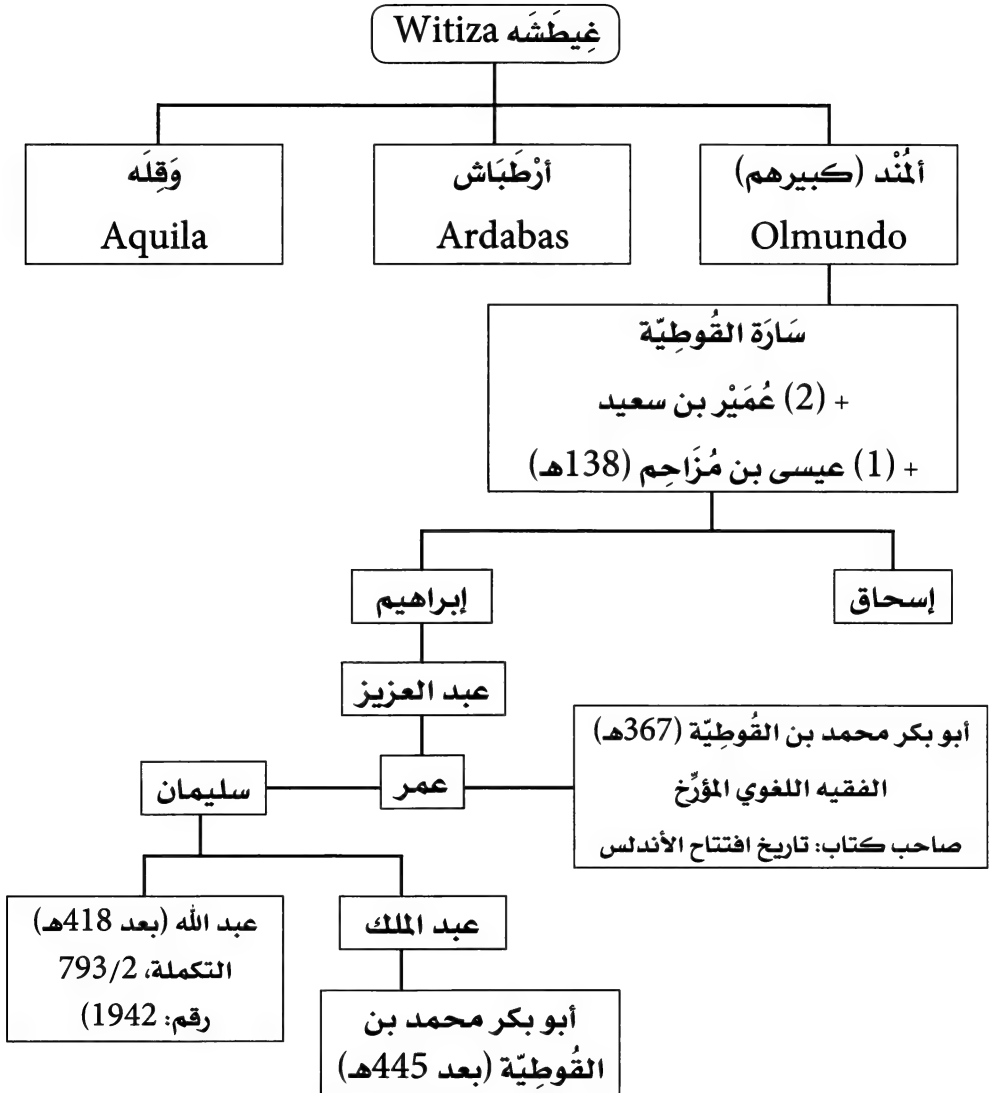 غِيطَشَه Witiza
ألمُنْد (كبيرهم)
Olmundo
أرْطَبَاش
Ardabas
وَقِلَه
Aquila
سَارَة القُوطِيّة
+ (2) عُمَيْر بن سعيد
+ (1) عيسى بن مُزَاحِم (138هـ)
إسحاق
إبراهيم
عبد العزيز
عمر
أبو بكر محمد بن القُوطِيّة (367هـ)
الفقيه اللغوي المؤرِّخ
صاحب كتاب: تاريخ افتتاح الأندلس
سليمان
عبد الملك
أبو بكر محمد بن
القُوطِيّة (بعد 445هـ)
عبد الله (بعد 418هـ)
التكملة، 793/2
رقم: 1942)